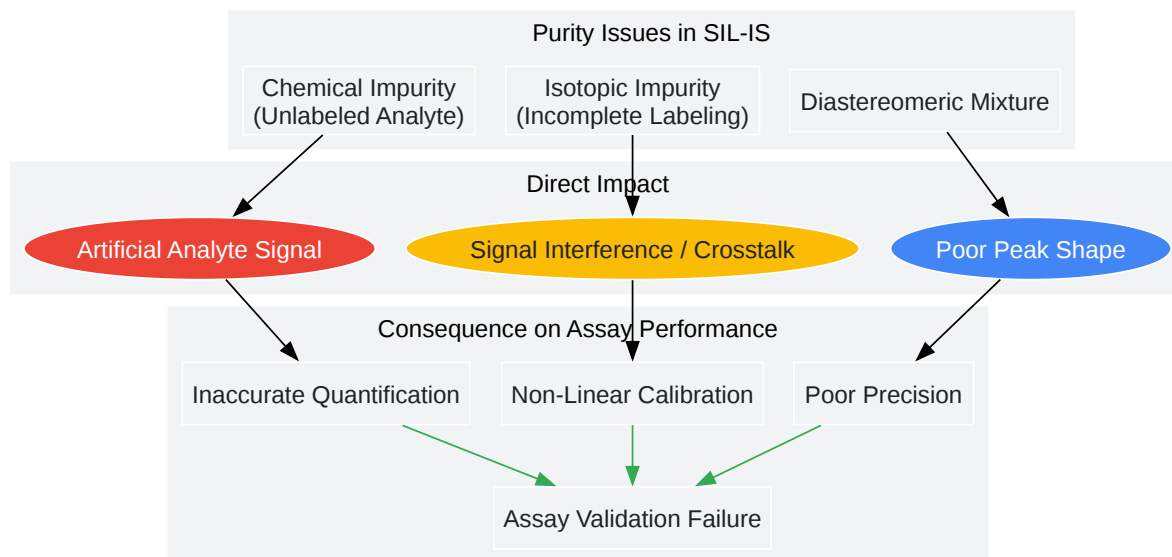 Purity Issues in SIL-IS
Chemical Impurity
(Unlabeled Analyte)
Isotopic Impurity
(Incomplete Labeling)
Diastereomeric Mixture
Direct Impact
Artificial Analyte Signal
Signal Interference / Crosstalk
Poor Peak Shape
Consequence on Assay Performance
Inaccurate Quantification
Non-Linear Calibration
Poor Precision
Assay Validation Failure